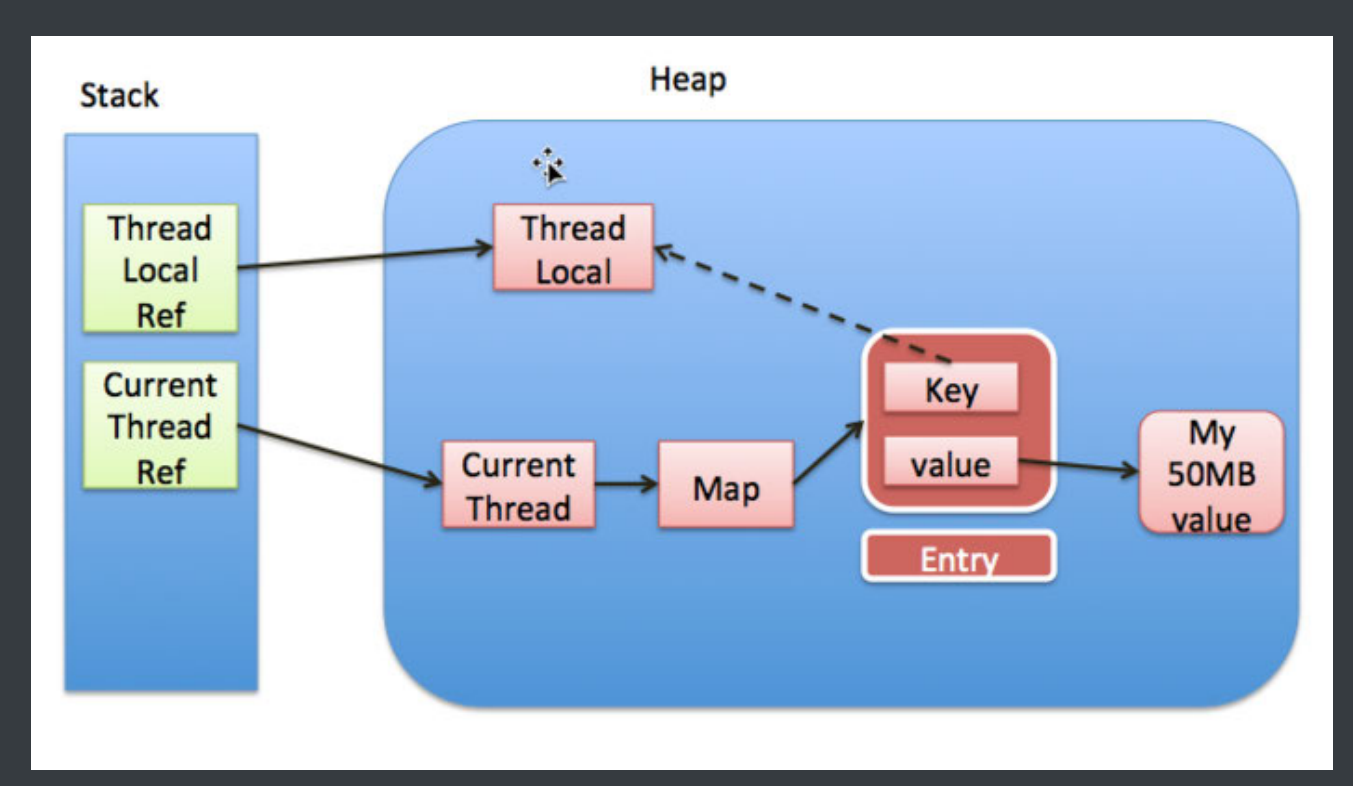 Stack
Heap
Thread
Local
Ref
Thread
Local
Current
Thread
Ref
Key
value
Current
Thread
Map
My
50MB
value
Entry